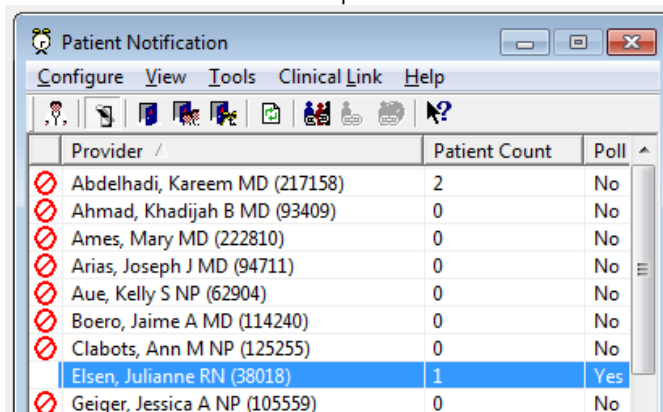 Patient Notification
Configure View Tools Clinical Link Help
Provider Patient Count Poll
Abdelhadi, Kareem MD (217158) 2 No
Ahmad, Khadijah B MD (93409) 0 No
Ames, Mary MD (222810) 0 No
Arias, Joseph J MD (94711) 0 No
Aue, Kelly S NP (62904) 0 No
Boero, Jaime A MD (114240) 0 No
Clabots, Ann M NP (125255) 0 No
Elsen, Julianne RN (38018) 1 Yes
Geiger, Jessica A NP (105559) 0 No